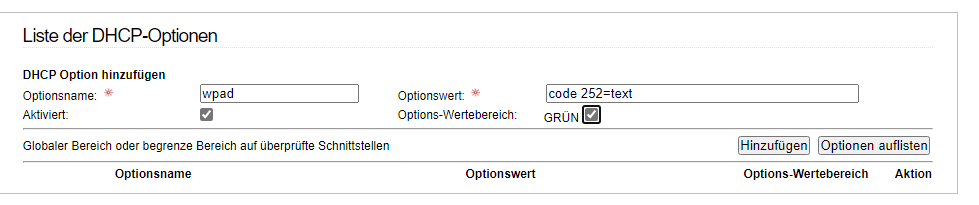 Liste der DHCP-Optionen
DHCP Option hinzufügen
Optionsname: wpad Optionswert: code 252=text
Aktiviert: Options-Wertebereich: GRÜN
Globaler Bereich oder begrenze Bereich auf überprüfte Schnittstellen Hinzufügen Optionen auflisten
Optionsname Optionswert Options-Wertebereich Aktion